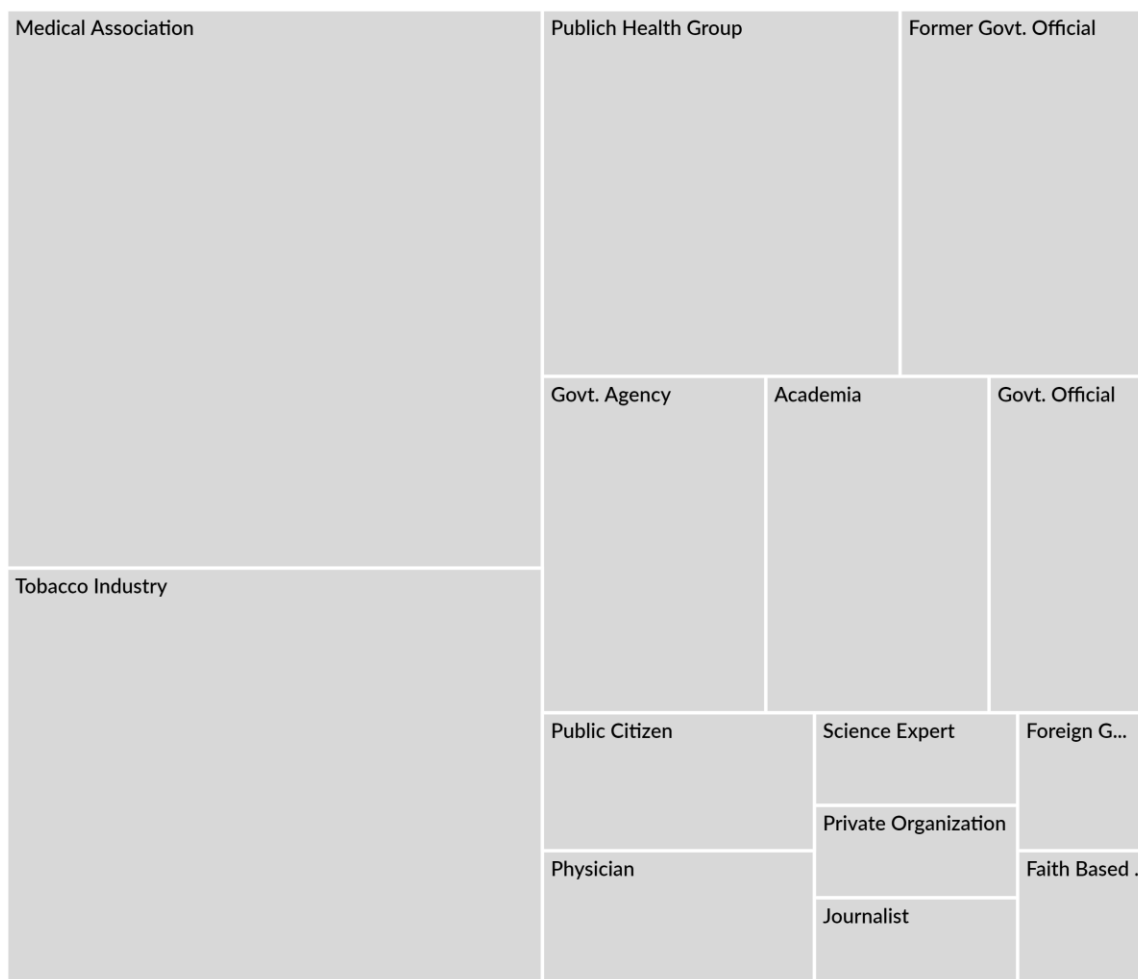 Medical Association
Publich Health Group
Former Govt. Official
Govt. Agency
Academia
Govt. Official
Tobacco Industry
Public Citizen
Science Expert
Foreign G...
Private Organization
Physician
Faith Based .
Journalist